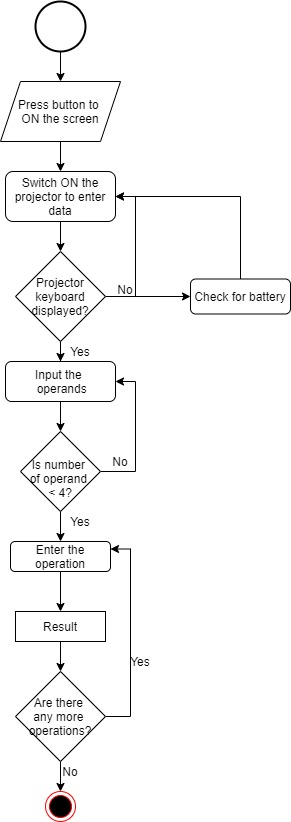 Press button to
ON the screen
Switch ON the
projector to enter
data
Projector
keyboard
displayed?
No
Check for battery
Yes
Input the
operands
No
Is number
of operand
< 4?
Yes
Enter the
operation
Result
Yes
Are there
any more
operations?
No